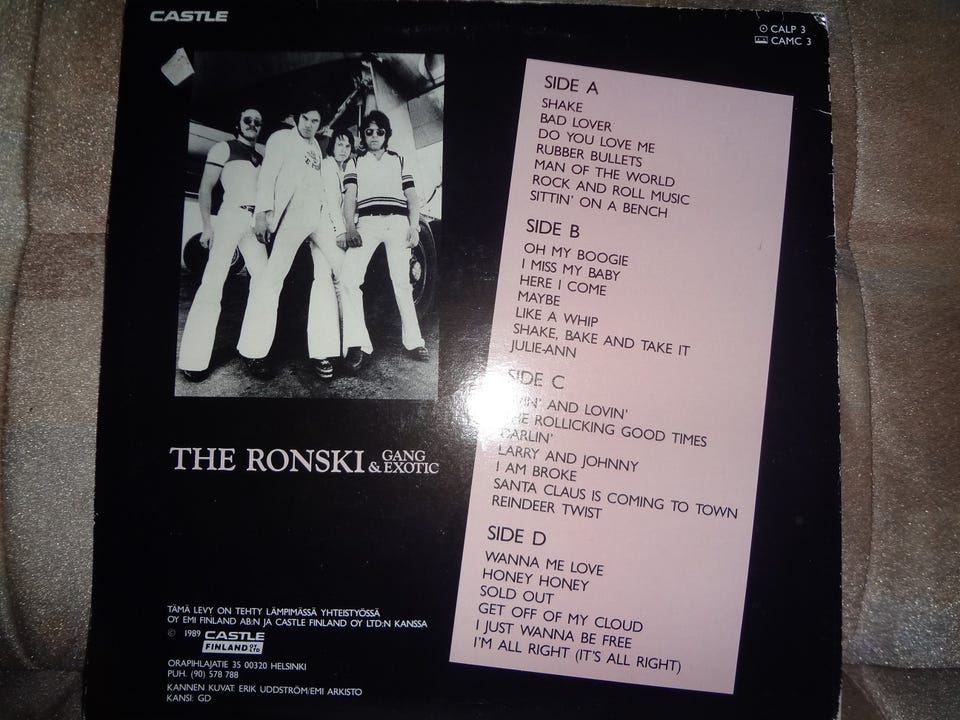 CASTLE
CALP 3
CAMC 3
SIDE A
SHAKE
BAD LOVER
DO YOU LOVE ME
RUBBER BULLETS
MAN OF THE WORLD
ROCK AND ROLL MUSIC
SITTIN' ON A BENCH
SIDE B
OH MY BOOGIE
I MISS MY BABY
HERE I COME
MAYBE
LIKE A WHIP
SHAKE, BAKE AND TAKE IT
JULIE-ANN
SIDE C
AND LOVIN'
ROLLICKING GOOD TIMES
DARLIN'
LARRY AND JOHNNY
I AM BROKE
SANTA CLAUS IS COMING TO TOWN
REINDEER TWIST
SIDE D
WANNA ME LOVE
HONEY HONEY
SOLD OUT
GET OFF OF MY CLOUD
I JUST WANNA BE FREE
I'M ALL RIGHT (IT'S ALL RIGHT)
THE RONSKI GANG
& EXOTIC
TÄMÄ LEVY ON TEHTY LÄMPIMÄSSÄ YHTEISTYÖSSÄ
OY EMI FINLAND AB:N JA CASTLE FINLAND OY LTD:N KANSSA
© 1989 CASTLE
FINLAND OY. LTD
ORAPIHLAJATIE 35 00320 HELSINKI
PUH. (90) 578 788
KANNEN KUVAT: ERIK UDDSTRÖM/EMI ARKISTO
KANSI: GD